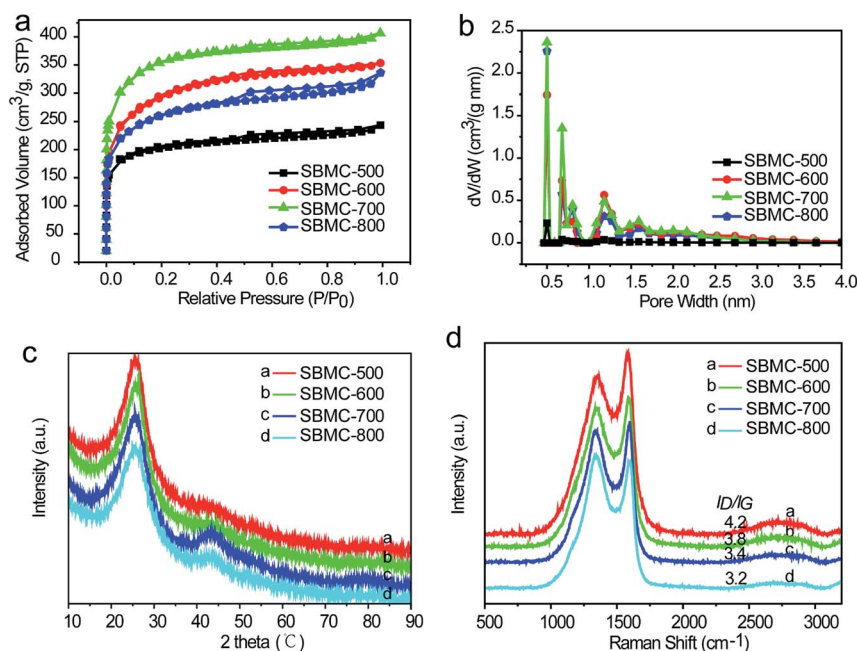 a
Adsorbed Volume (cm³/g, STP)
400
350
300
250
200
150
100
50
0
SBMC-500
SBMC-600
SBMC-700
SBMC-800
0.0 0.2 0.4 0.6 0.8 1.0
Relative Pressure (P/P0)
b
dV/dW (cm³/(g nm))
2.5
2.0
1.5
1.0
0.5
0.0
SBMC-500
SBMC-600
SBMC-700
SBMC-800
0.5 1.0 1.5 2.0 2.5 3.0 3.5 4.0
Pore Width (nm)
c
Intensity (a.u.)
a SBMC-500
b SBMC-600
c SBMC-700
d SBMC-800
a
b
c
d
10 20 30 40 50 60 70 80 90
2 theta (℃)
d
Intensity (a.u.)
a SBMC-500
b SBMC-600
c SBMC-700
d SBMC-800
ID/IG
4.2 a
3.8 b
3.4 c
3.2 d
500 1000 1500 2000 2500 3000
Raman Shift (cm-1)